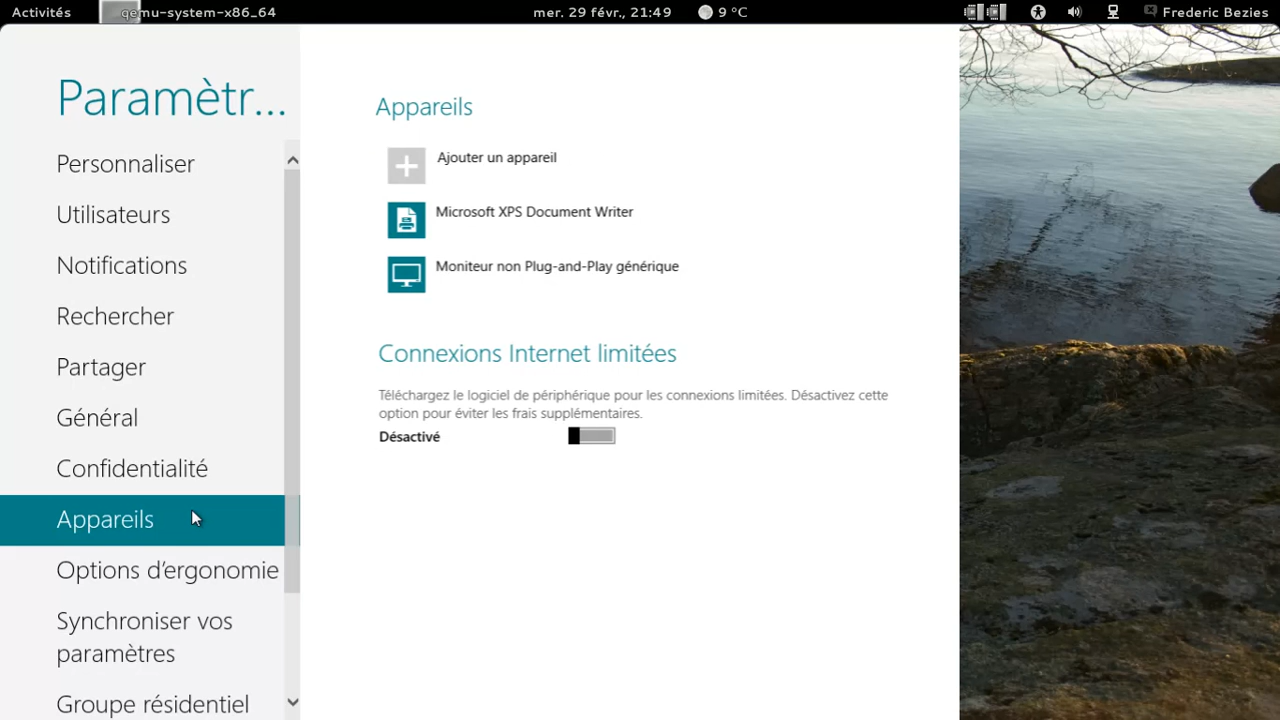 Activités qemu-system-x86_64 mer. 29 févr., 21:49 9 °C Frederic Bezies
Paramètr...
Personnaliser
Utilisateurs
Notifications
Rechercher
Partager
Général
Confidentialité
Appareils
Options d’ergonomie
Synchroniser vos
paramètres
Groupe résidentiel
Appareils
Ajouter un appareil
Microsoft XPS Document Writer
Moniteur non Plug-and-Play générique
Connexions Internet limitées
Téléchargez le logiciel de périphérique pour les connexions limitées. Désactivez cette
option pour éviter les frais supplémentaires.
Désactivé